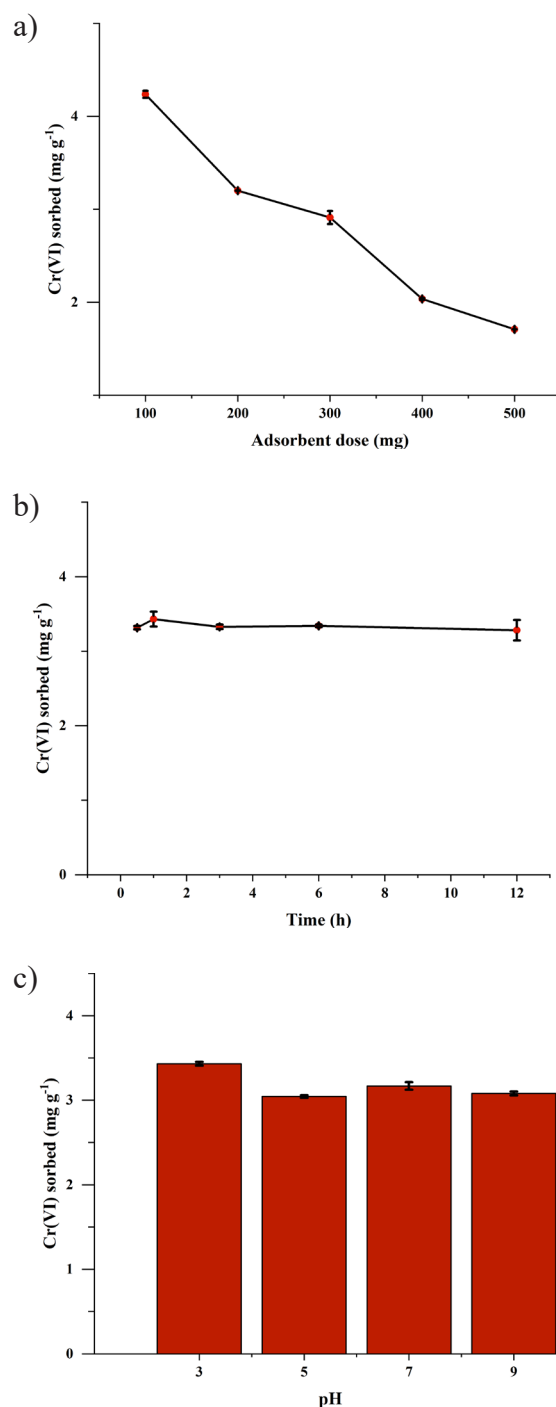 a)
4
2
Cr(VI) sorbed (mg g⁻¹)
100 200 300 400 500
Adsorbent dose (mg)
b)
4
2
0
Cr(VI) sorbed (mg g⁻¹)
0 2 4 6 8 10 12
Time (h)
c)
4
3
2
1
0
Cr(VI) sorbed (mg g⁻¹)
3 5 7 9
pH